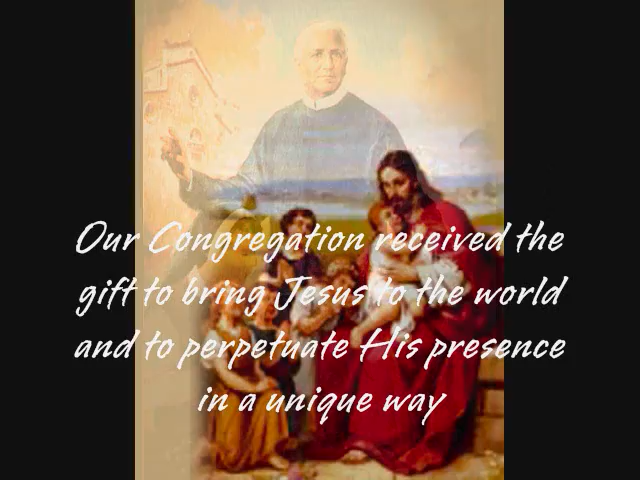 Our Congregation received the
gift to bring Jesus to the world
and to perpetuate His presence
in a unique way